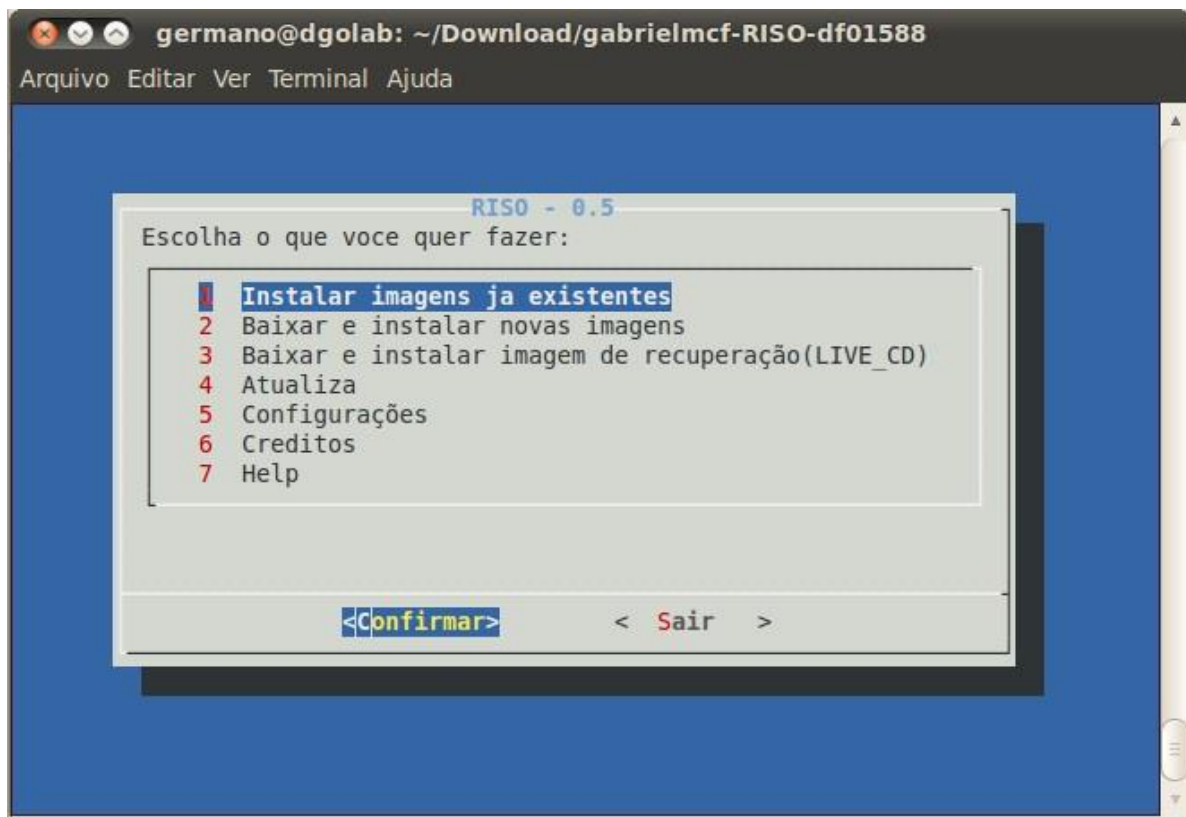 germano@dgolab: ~/Download/gabrielmcf-RISO-df01588
Arquivo Editar Ver Terminal Ajuda
RISO - 0.5
Escolha o que voce quer fazer:
1 Instalar imagens ja existentes
2 Baixar e instalar novas imagens
3 Baixar e instalar imagem de recuperação(LIVE_CD)
4 Atualiza
5 Configurações
6 Creditos
7 Help
<Confirmar> < Sair >